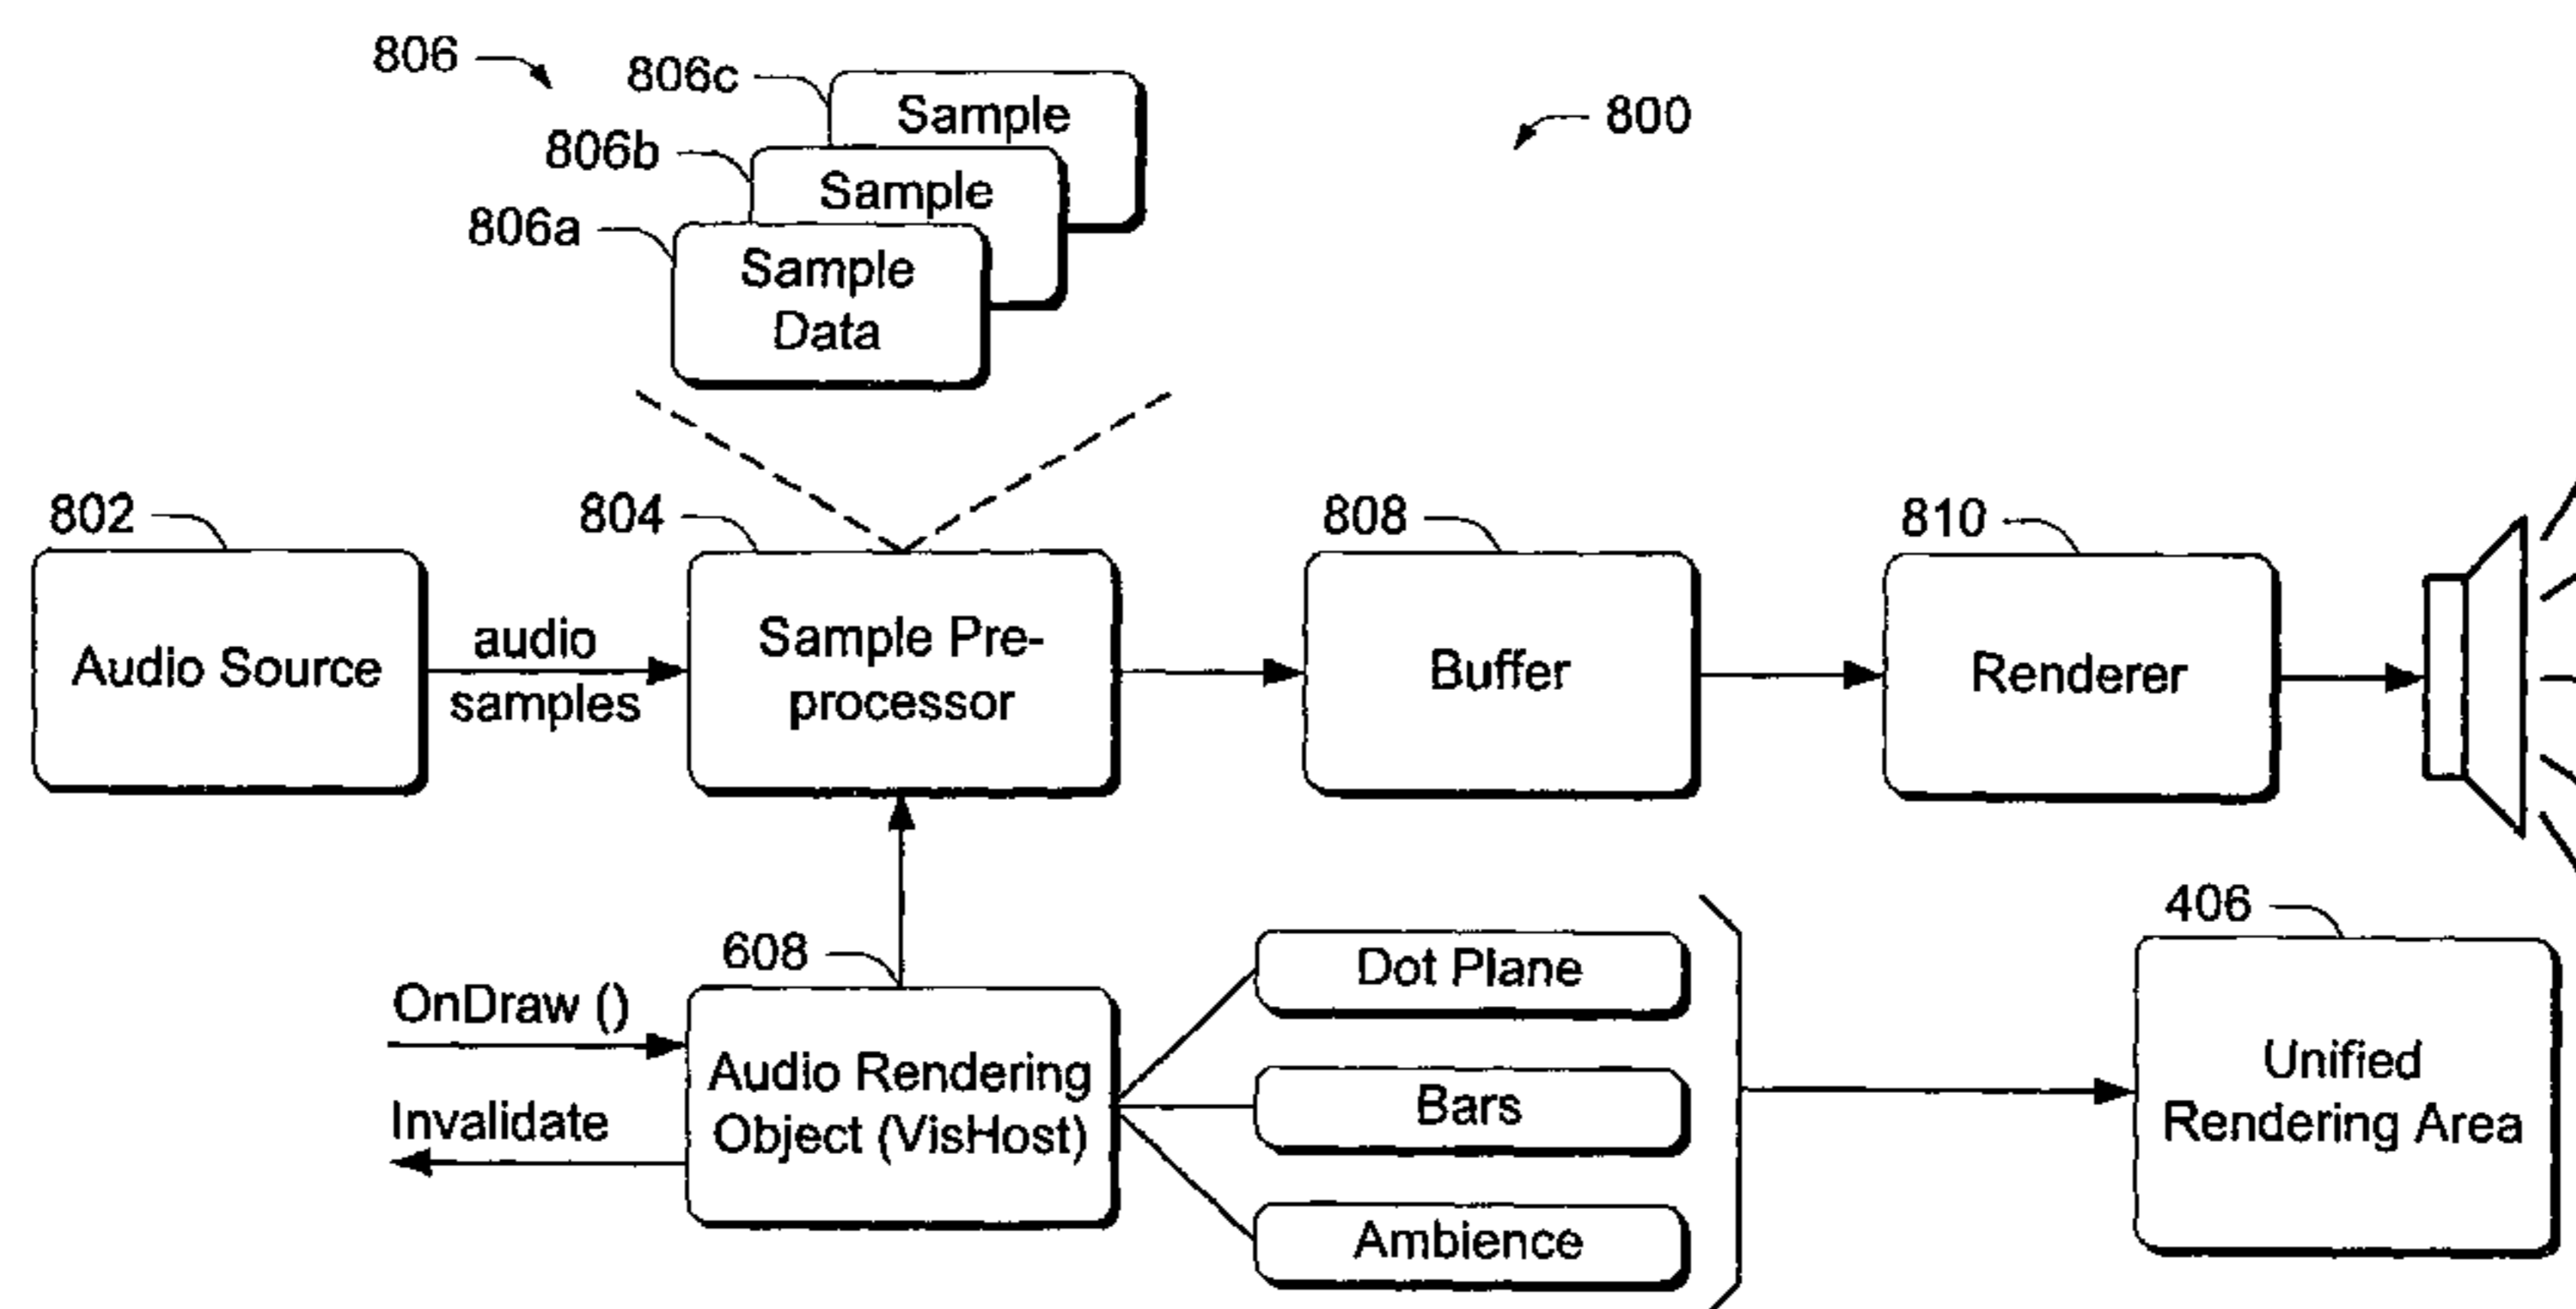 806
806c
Sample
800
806b
Sample
806a
Sample
Data
802
804
808
810
Audio Source
audio
samples
Sample Pre-
processor
Buffer
Renderer
608
406
OnDraw ()
Invalidate
Audio Rendering
Object (VisHost)
Dot Plane
Bars
Ambience
Unified
Rendering Area